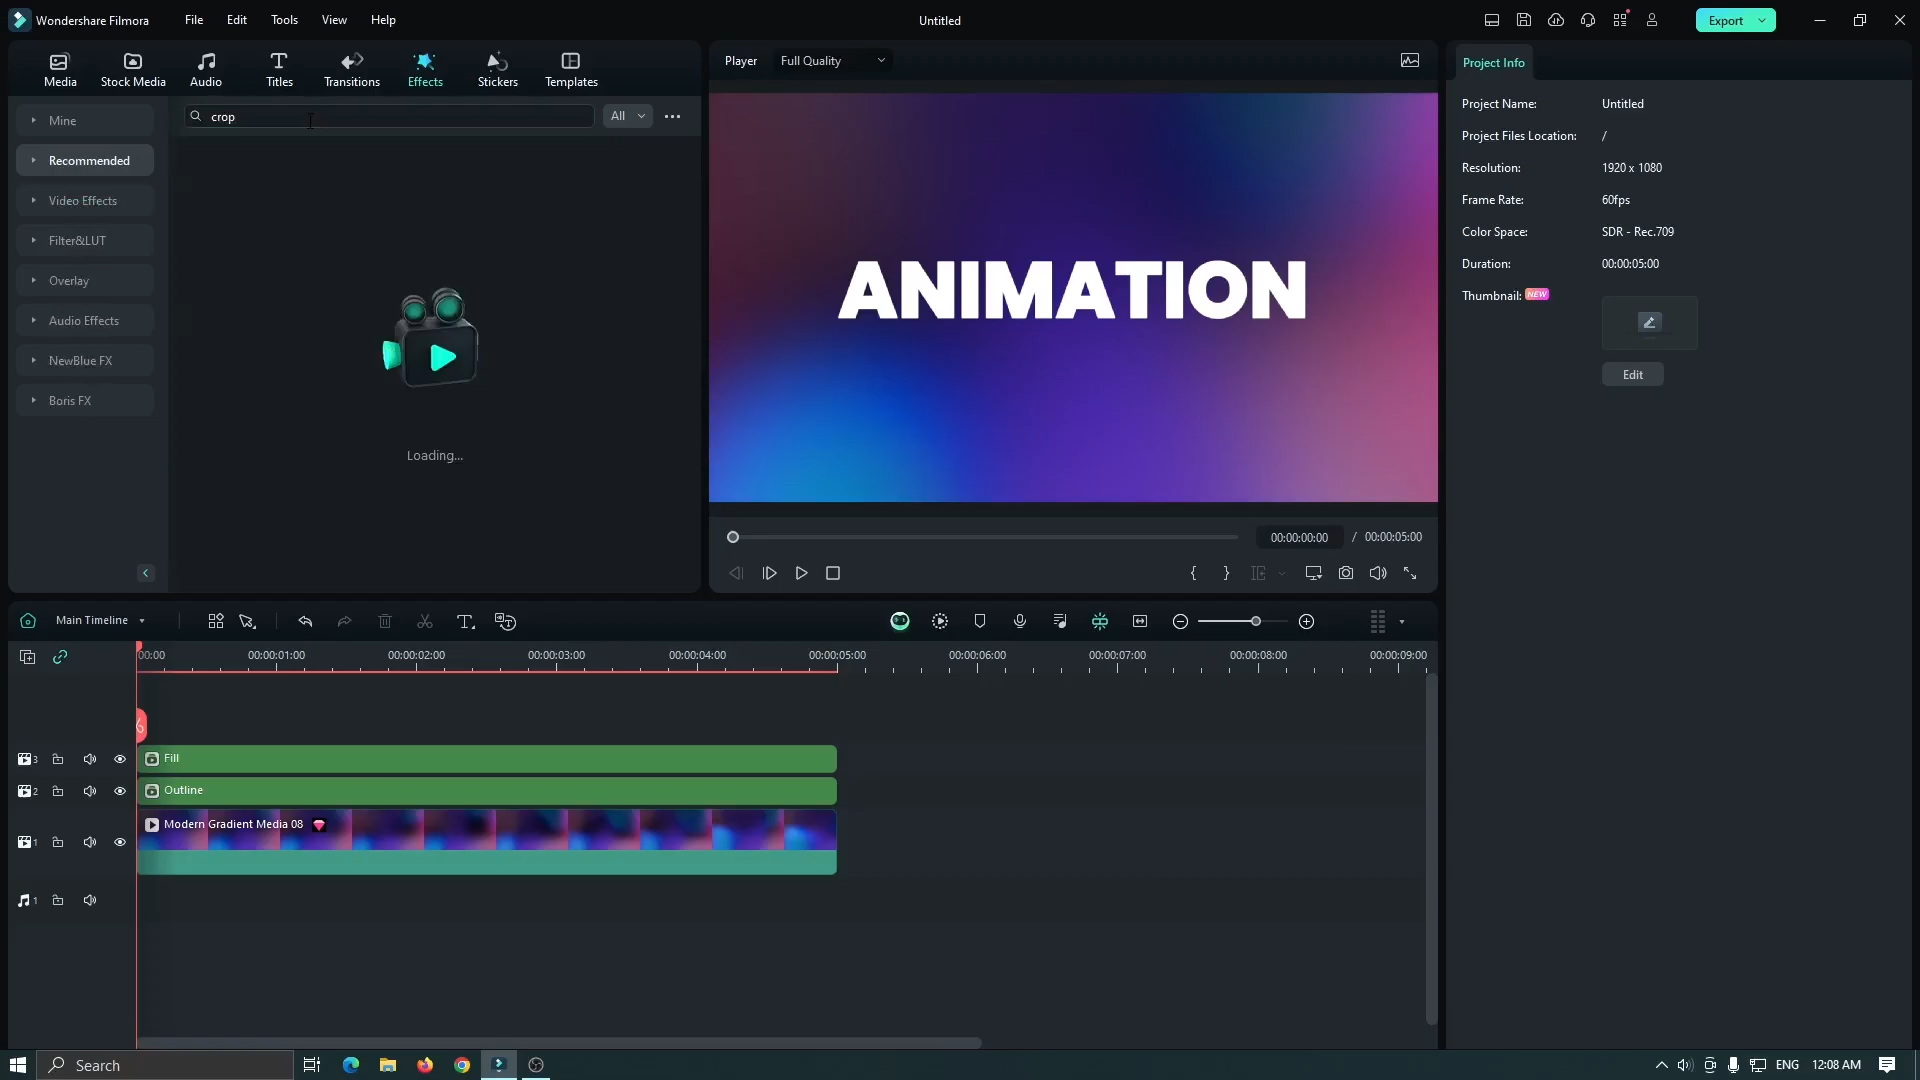 Wondershare Filmora
File
Edit
Tools
View
Help
Untitled
Export
Media
Stock Media
Audio
Titles
Transitions
Effects
Stickers
Templates
Player
Full Quality
Project Info
crop
All
Mine
Recommended
Video Effects
Filter&LUT
Overlay
Audio Effects
NewBlue FX
Boris FX
Loading...
ANIMATION
Project Name: Untitled
Project Files Location: /
Resolution: 1920 x 1080
Frame Rate: 60fps
Color Space: SDR - Rec.709
Duration: 00:00:05:00
Thumbnail: NEW
Edit
00:00:00:00 / 00:00:05:00
Main Timeline
00:00 00:00:01:00 00:00:02:00 00:00:03:00 00:00:04:00 00:00:05:00 00:00:06:00 00:00:07:00 00:00:08:00 00:00:09:00
3
Fill
2
Outline
Modern Gradient Media 08
1
1
Search
ENG
12:08 AM